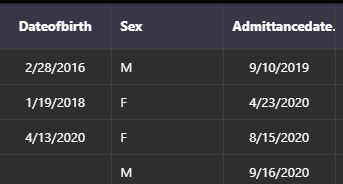 Dateofbirth Sex Admittancedate.
2/28/2016 M 9/10/2019
1/19/2018 F 4/23/2020
4/13/2020 F 8/15/2020
M 9/16/2020